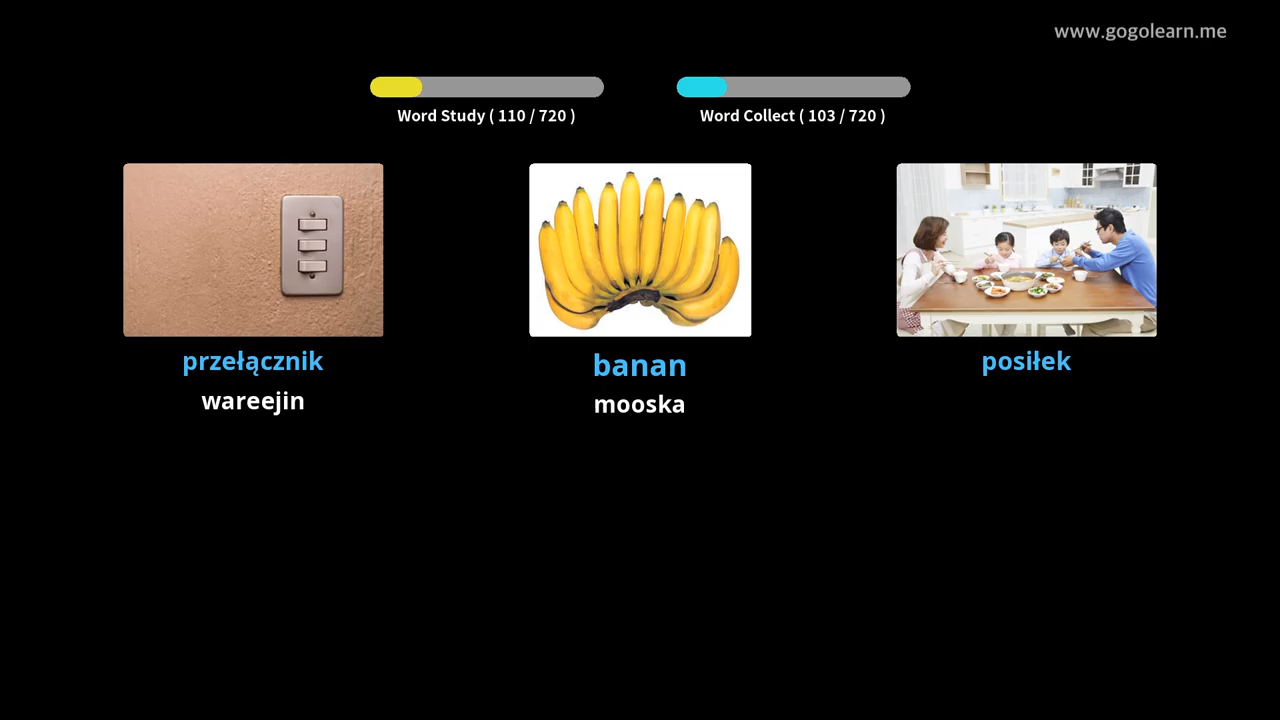 www.gogolearn.me
Word Study ( 110 / 720 )
Word Collect ( 103 / 720 )
przełącznik
wareejin
banan
mooska
posiłek